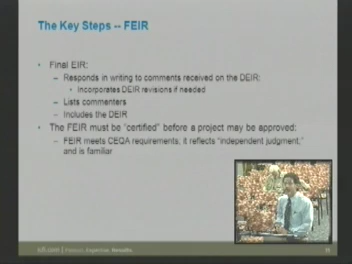 The Key Steps -- FEIR
• Final EIR:
– Responds in writing to comments received on the DEIR:
• Incorporates DEIR revisions if needed
– Lists commenters
– Includes the DEIR
• The FEIR must be "certified" before a project may be approved:
– FEIR meets CEQA requirements; it reflects "independent judgment,"
and is familiar